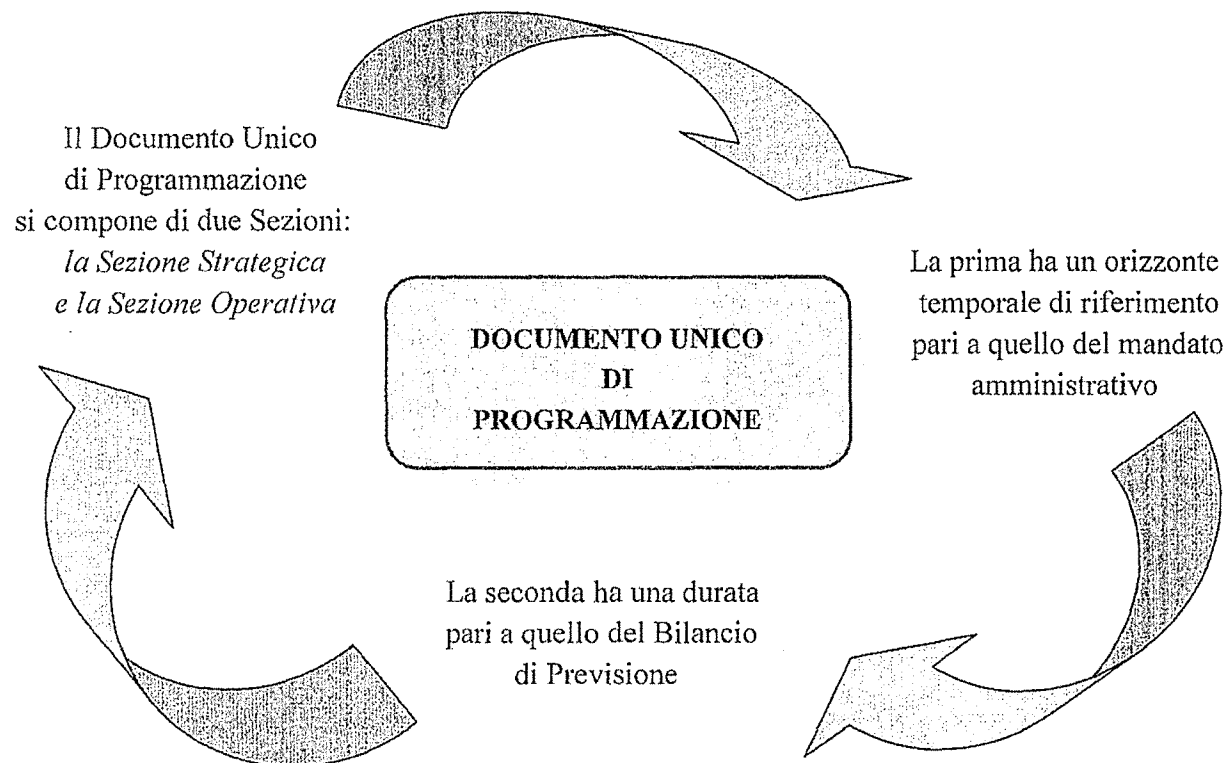 Il Documento Unico
di Programmazione
si compone di due Sezioni:
la Sezione Strategica
e la Sezione Operativa
DOCUMENTO UNICO
DI
PROGRAMMAZIONE
La prima ha un orizzonte
temporale di riferimento
pari a quello del mandato
amministrativo
La seconda ha una durata
pari a quello del Bilancio
di Previsione